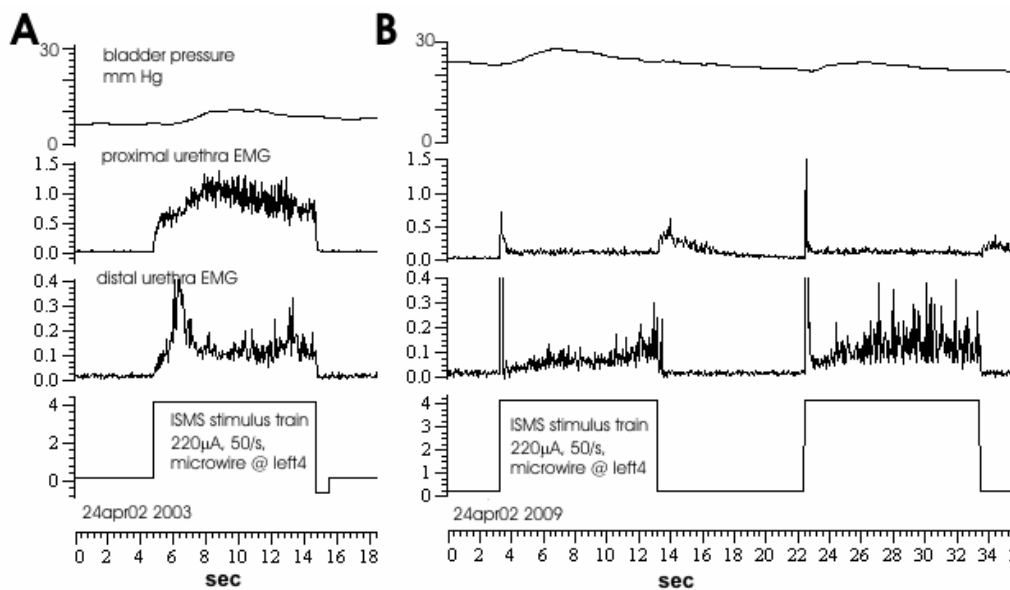 A
30
bladder pressure
mm Hg
0
proximal urethra EMG
1.5
1.0
0.5
0.0
distal urethra EMG
0.4
0.3
0.2
0.1
0.0
4
2
0
ISMS stimulus train
220µA, 50/s,
microwire @ left4
24apr02 2003
0 2 4 6 8 10 12 14 16 18
sec
B
30
0
1.5
1.0
0.5
0.0
0.4
0.3
0.2
0.1
0.0
4
3
2
1
0
ISMS stimulus train
220µA, 50/s,
microwire @ left4
24apr02 2009
0 2 4 6 8 10 12 14 16 18 20 22 24 26 28 30 32 34
sec